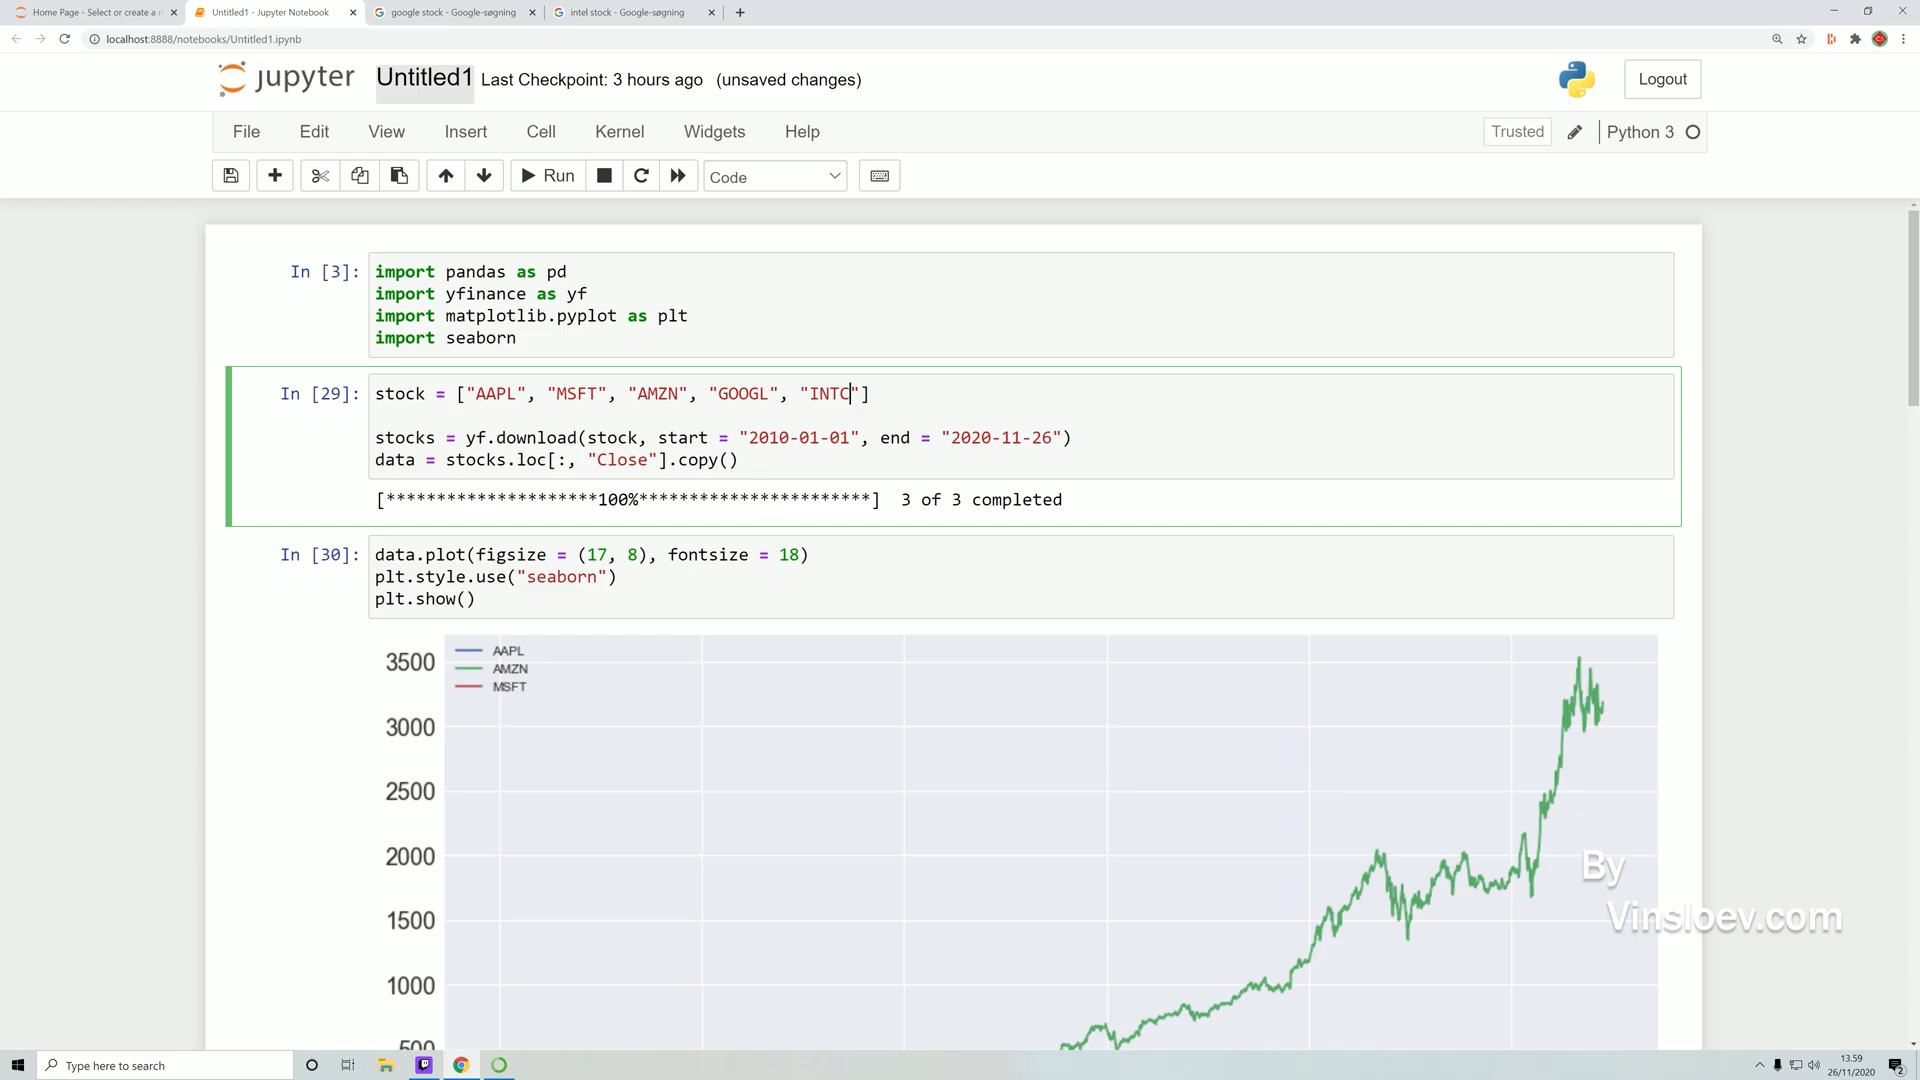 Home Page - Select or create a n
Untitled1 - Jupyter Notebook
google stock - Google-søgning
intel stock - Google-søgning
localhost:8888/notebooks/Untitled1.ipynb
jupyter Untitled1 Last Checkpoint: 3 hours ago (unsaved changes)
Logout
File Edit View Insert Cell Kernel Widgets Help
Trusted
Python 3
Run
Code
In [3]:
import pandas as pd
import yfinance as yf
import matplotlib.pyplot as plt
import seaborn
In [29]:
stock = ["AAPL", "MSFT", "AMZN", "GOOGL", "INTC"]
stocks = yf.download(stock, start = "2010-01-01", end = "2020-11-26")
data = stocks.loc[:, "Close"].copy()
[*********************100%***********************]  3 of 3 completed
In [30]:
data.plot(figsize = (17, 8), fontsize = 18)
plt.style.use("seaborn")
plt.show()
AAPL
AMZN
MSFT
3500
3000
2500
2000
1500
1000
500
By
Vinsloev.com
Type here to search
13.59
26/11/2020
2